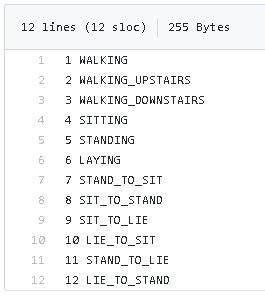 12 lines (12 sloc) 255 Bytes
1 1 WALKING
2 2 WALKING_UPSTAIRS
3 3 WALKING_DOWNSTAIRS
4 4 SITTING
5 5 STANDING
6 6 LAYING
7 7 STAND_TO_SIT
8 8 SIT_TO_STAND
9 9 SIT_TO_LIE
10 10 LIE_TO_SIT
11 11 STAND_TO_LIE
12 12 LIE_TO_STAND